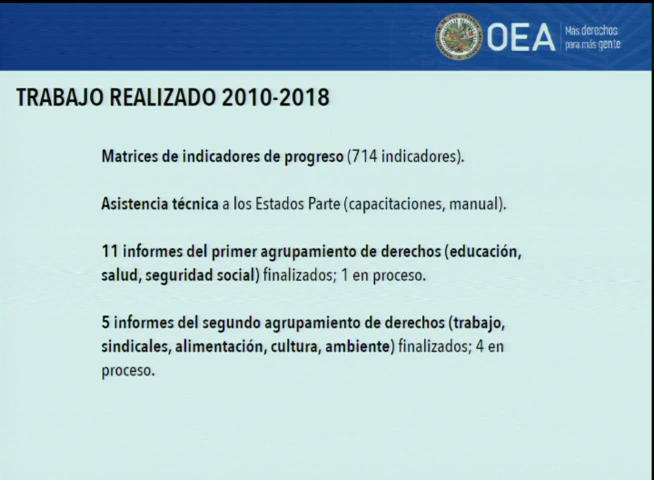 OEA
Más derechos
para más gente
TRABAJO REALIZADO 2010-2018
Matrices de indicadores de progreso (714 indicadores).
Asistencia técnica a los Estados Parte (capacitaciones, manual).
11 informes del primer agrupamiento de derechos (educación,
salud, seguridad social) finalizados; 1 en proceso.
5 informes del segundo agrupamiento de derechos (trabajo,
sindicales, alimentación, cultura, ambiente) finalizados; 4 en
proceso.